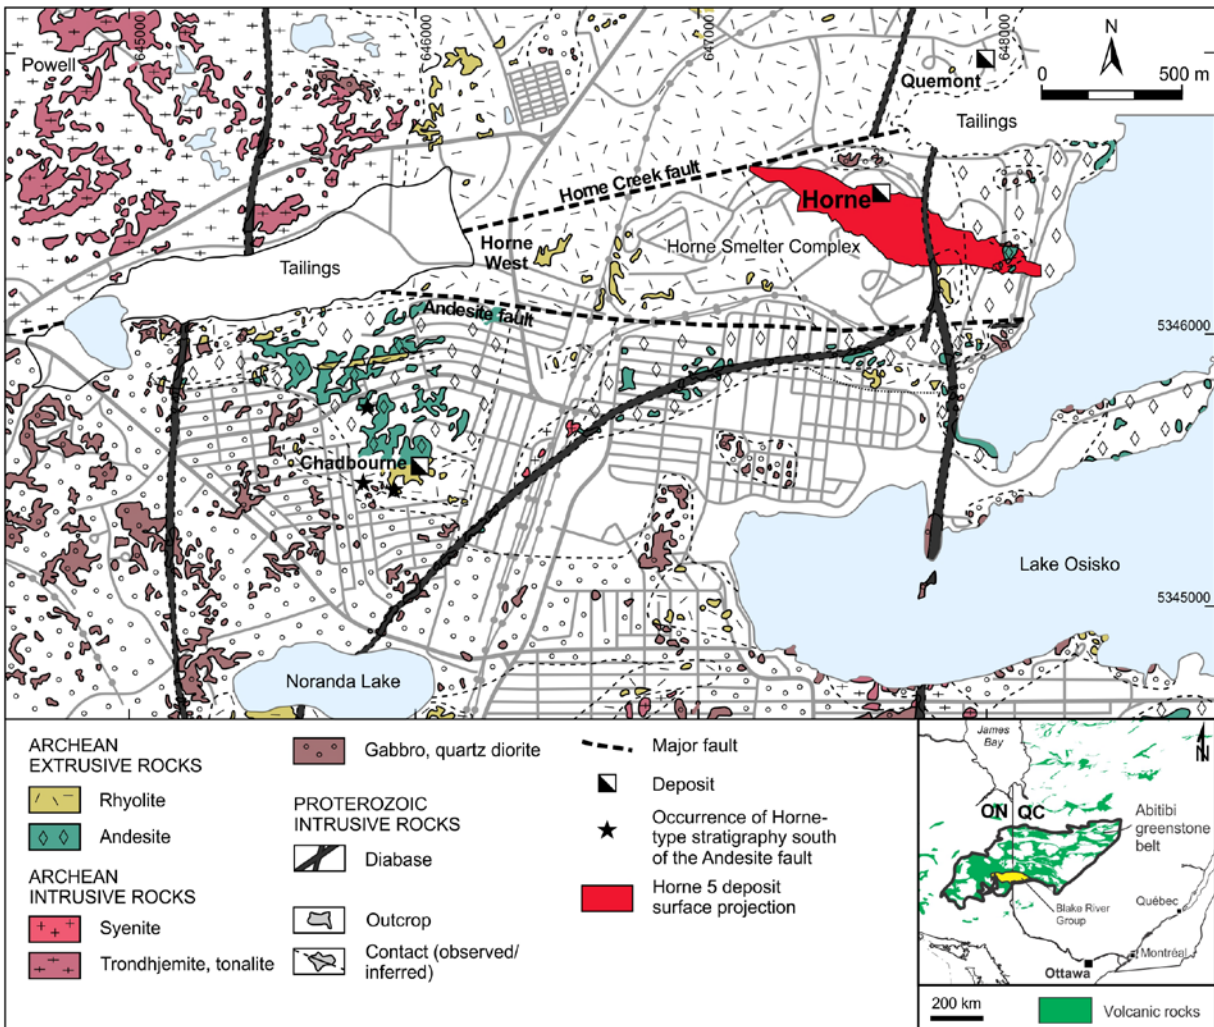 645000
646000
647000
648000
N
0 500 m
Powell
Quemont
Tailings
Horne Creek fault
Horne
Horne
West
Horne Smelter Complex
Tailings
Andesite fault
5346000
Chadbourne
Lake Osisko
5345000
Noranda Lake
ARCHEAN
EXTRUSIVE ROCKS
Rhyolite
Andesite
ARCHEAN
INTRUSIVE ROCKS
Syenite
Trondhjemite, tonalite
Gabbro, quartz diorite
PROTEROZOIC
INTRUSIVE ROCKS
Diabase
Outcrop
Contact (observed/
inferred)
Major fault
Deposit
Occurrence of Horne-
type stratigraphy south
of the Andesite fault
Horne 5 deposit
surface projection
James
Bay
N
ON QC
Abitibi
greenstone
belt
Blake River
Group
Québec
Montréal
Ottawa
200 km
Volcanic rocks